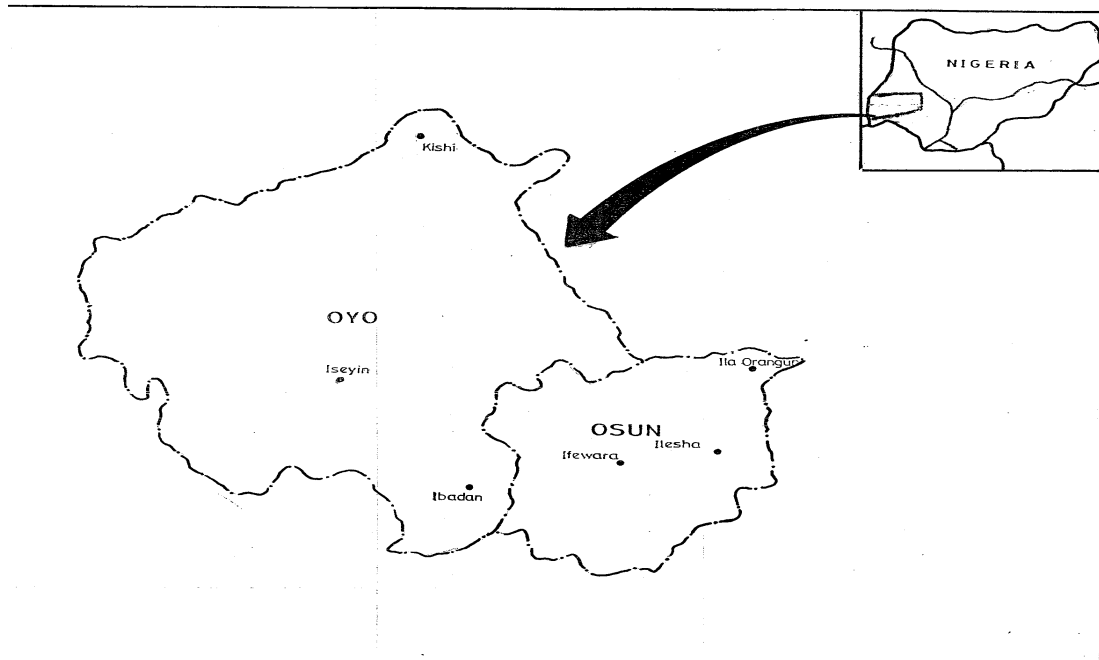 NIGERIA
Kishi
OYO
Iseyin
Ila Orangun
OSUN
Ilesha
Ifewara
Ibadan